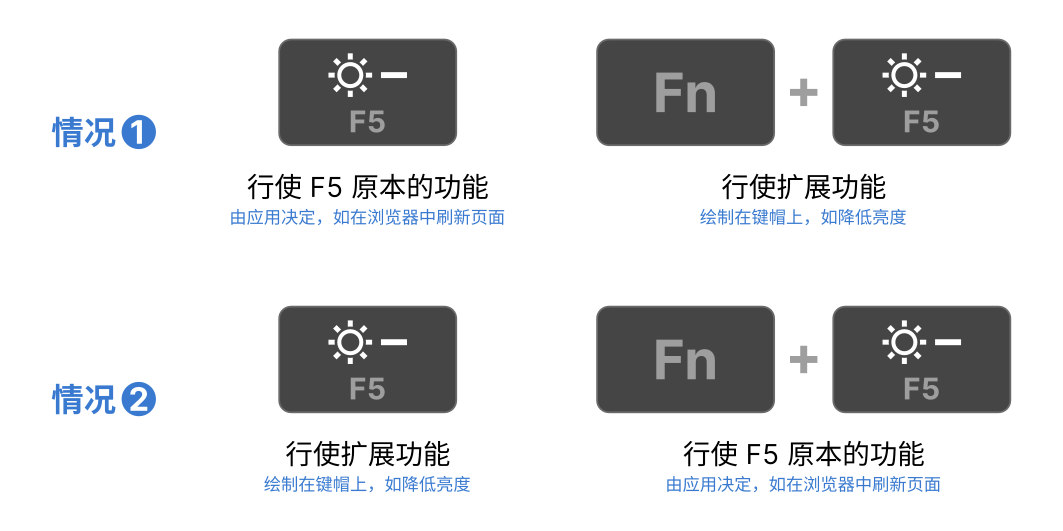 情况❶
F5
行使 F5 原本的功能
由应用决定，如在浏览器中刷新页面
Fn + F5
行使扩展功能
绘制在键帽上，如降低亮度
情况❷
F5
行使扩展功能
绘制在键帽上，如降低亮度
Fn + F5
行使 F5 原本的功能
由应用决定，如在浏览器中刷新页面